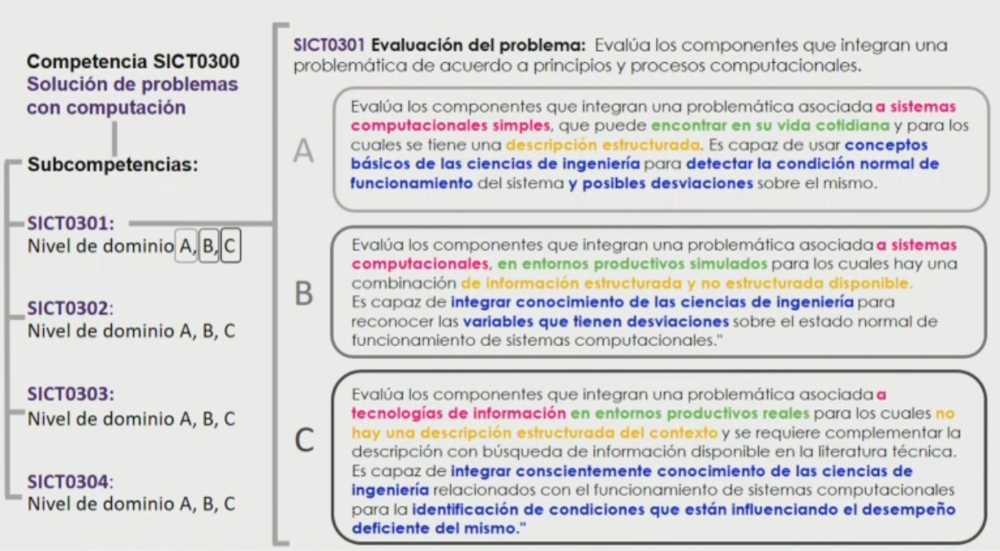 Competencia SICT0300
Solución de problemas
con computación
Subcompetencias:
SICT0301:
Nivel de dominio A, B, C
SICT0302:
Nivel de dominio A, B, C
SICT0303:
Nivel de dominio A, B, C
SICT0304:
Nivel de dominio A, B, C
SICT0301 Evaluación del problema: Evalúa los componentes que integran una
problemática de acuerdo a principios y procesos computacionales.
A
Evalúa los componentes que integran una problemática asociada a sistemas
computacionales simples, que puede encontrar en su vida cotidiana y para los
cuales se tiene una descripción estructurada. Es capaz de usar conceptos
básicos de las ciencias de ingeniería para detectar la condición normal de
funcionamiento del sistema y posibles desviaciones sobre el mismo.
B
Evalúa los componentes que integran una problemática asociada a sistemas
computacionales, en entornos productivos simulados para los cuales hay una
combinación de información estructurada y no estructurada disponible.
Es capaz de integrar conocimiento de las ciencias de ingeniería para
reconocer las variables que tienen desviaciones sobre el estado normal de
funcionamiento de sistemas computacionales."
C
Evalúa los componentes que integran una problemática asociada a
tecnologías de información en entornos productivos reales para los cuales no
hay una descripción estructurada del contexto y se requiere complementar la
descripción con búsqueda de información disponible en la literatura técnica.
Es capaz de integrar conscientemente conocimiento de las ciencias de
ingeniería relacionados con el funcionamiento de sistemas computacionales
para la identificación de condiciones que están influenciando el desempeño
deficiente del mismo."